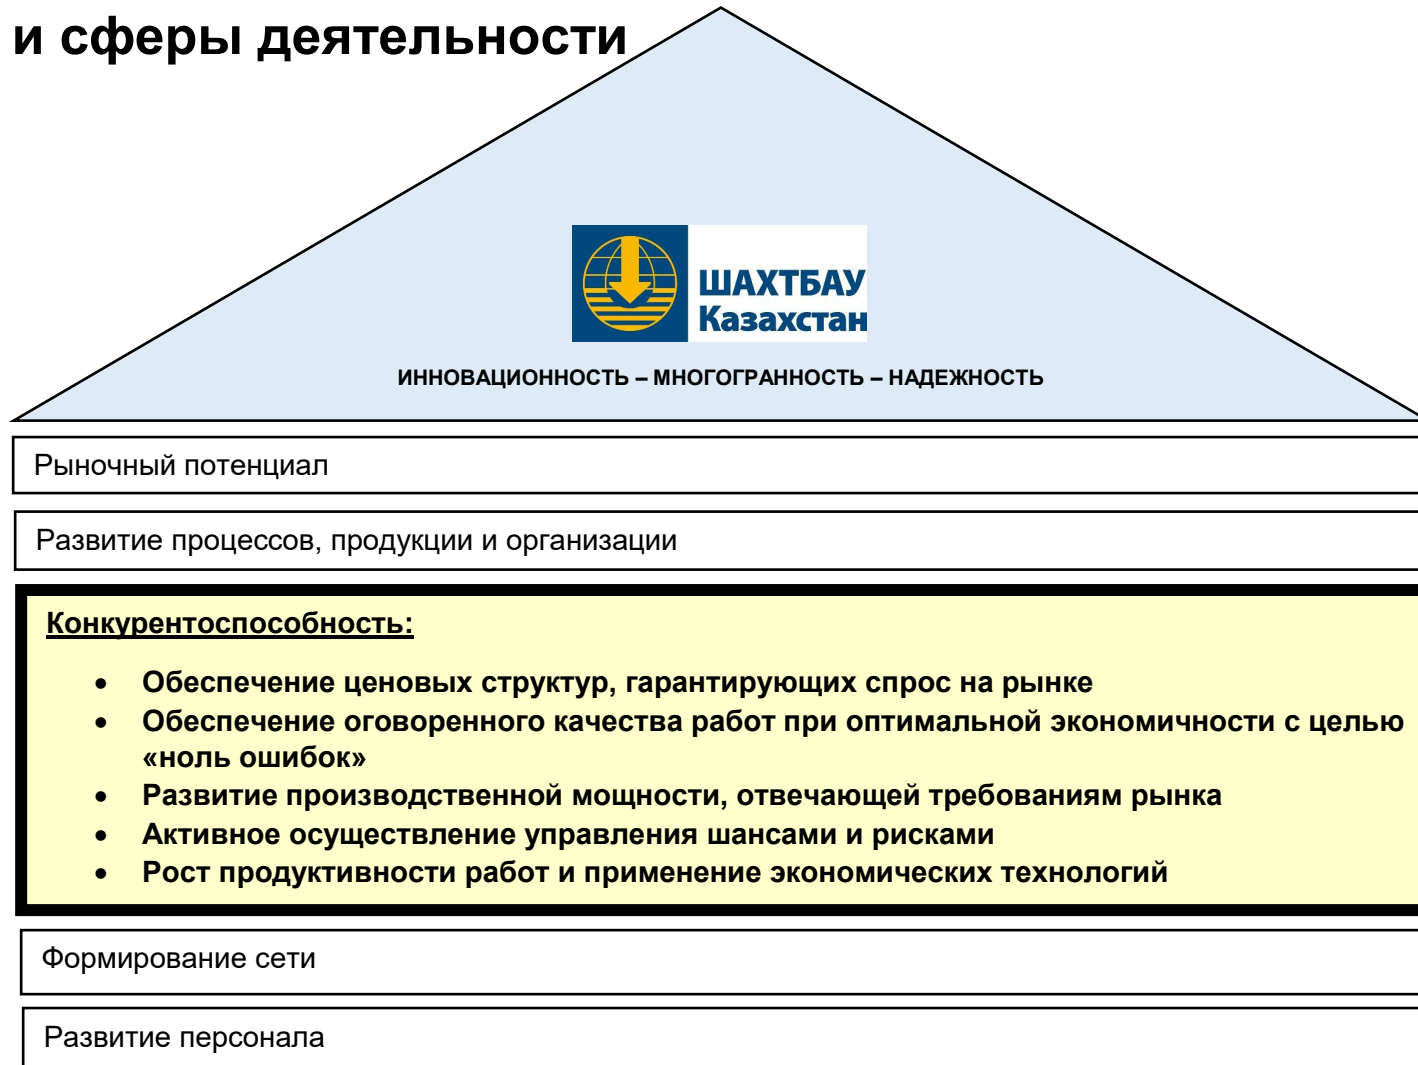 и сферы деятельности
ШАХТБАУ
Казахстан
ИННОВАЦИОННОСТЬ – МНОГОГРАННОСТЬ – НАДЕЖНОСТЬ
Рыночный потенциал
Развитие процессов, продукции и организации
Конкурентоспособность:
• Обеспечение ценовых структур, гарантирующих спрос на рынке
• Обеспечение оговоренного качества работ при оптимальной экономичности с целью
«ноль ошибок»
• Развитие производственной мощности, отвечающей требованиям рынка
• Активное осуществление управления шансами и рисками
• Рост продуктивности работ и применение экономических технологий
Формирование сети
Развитие персонала